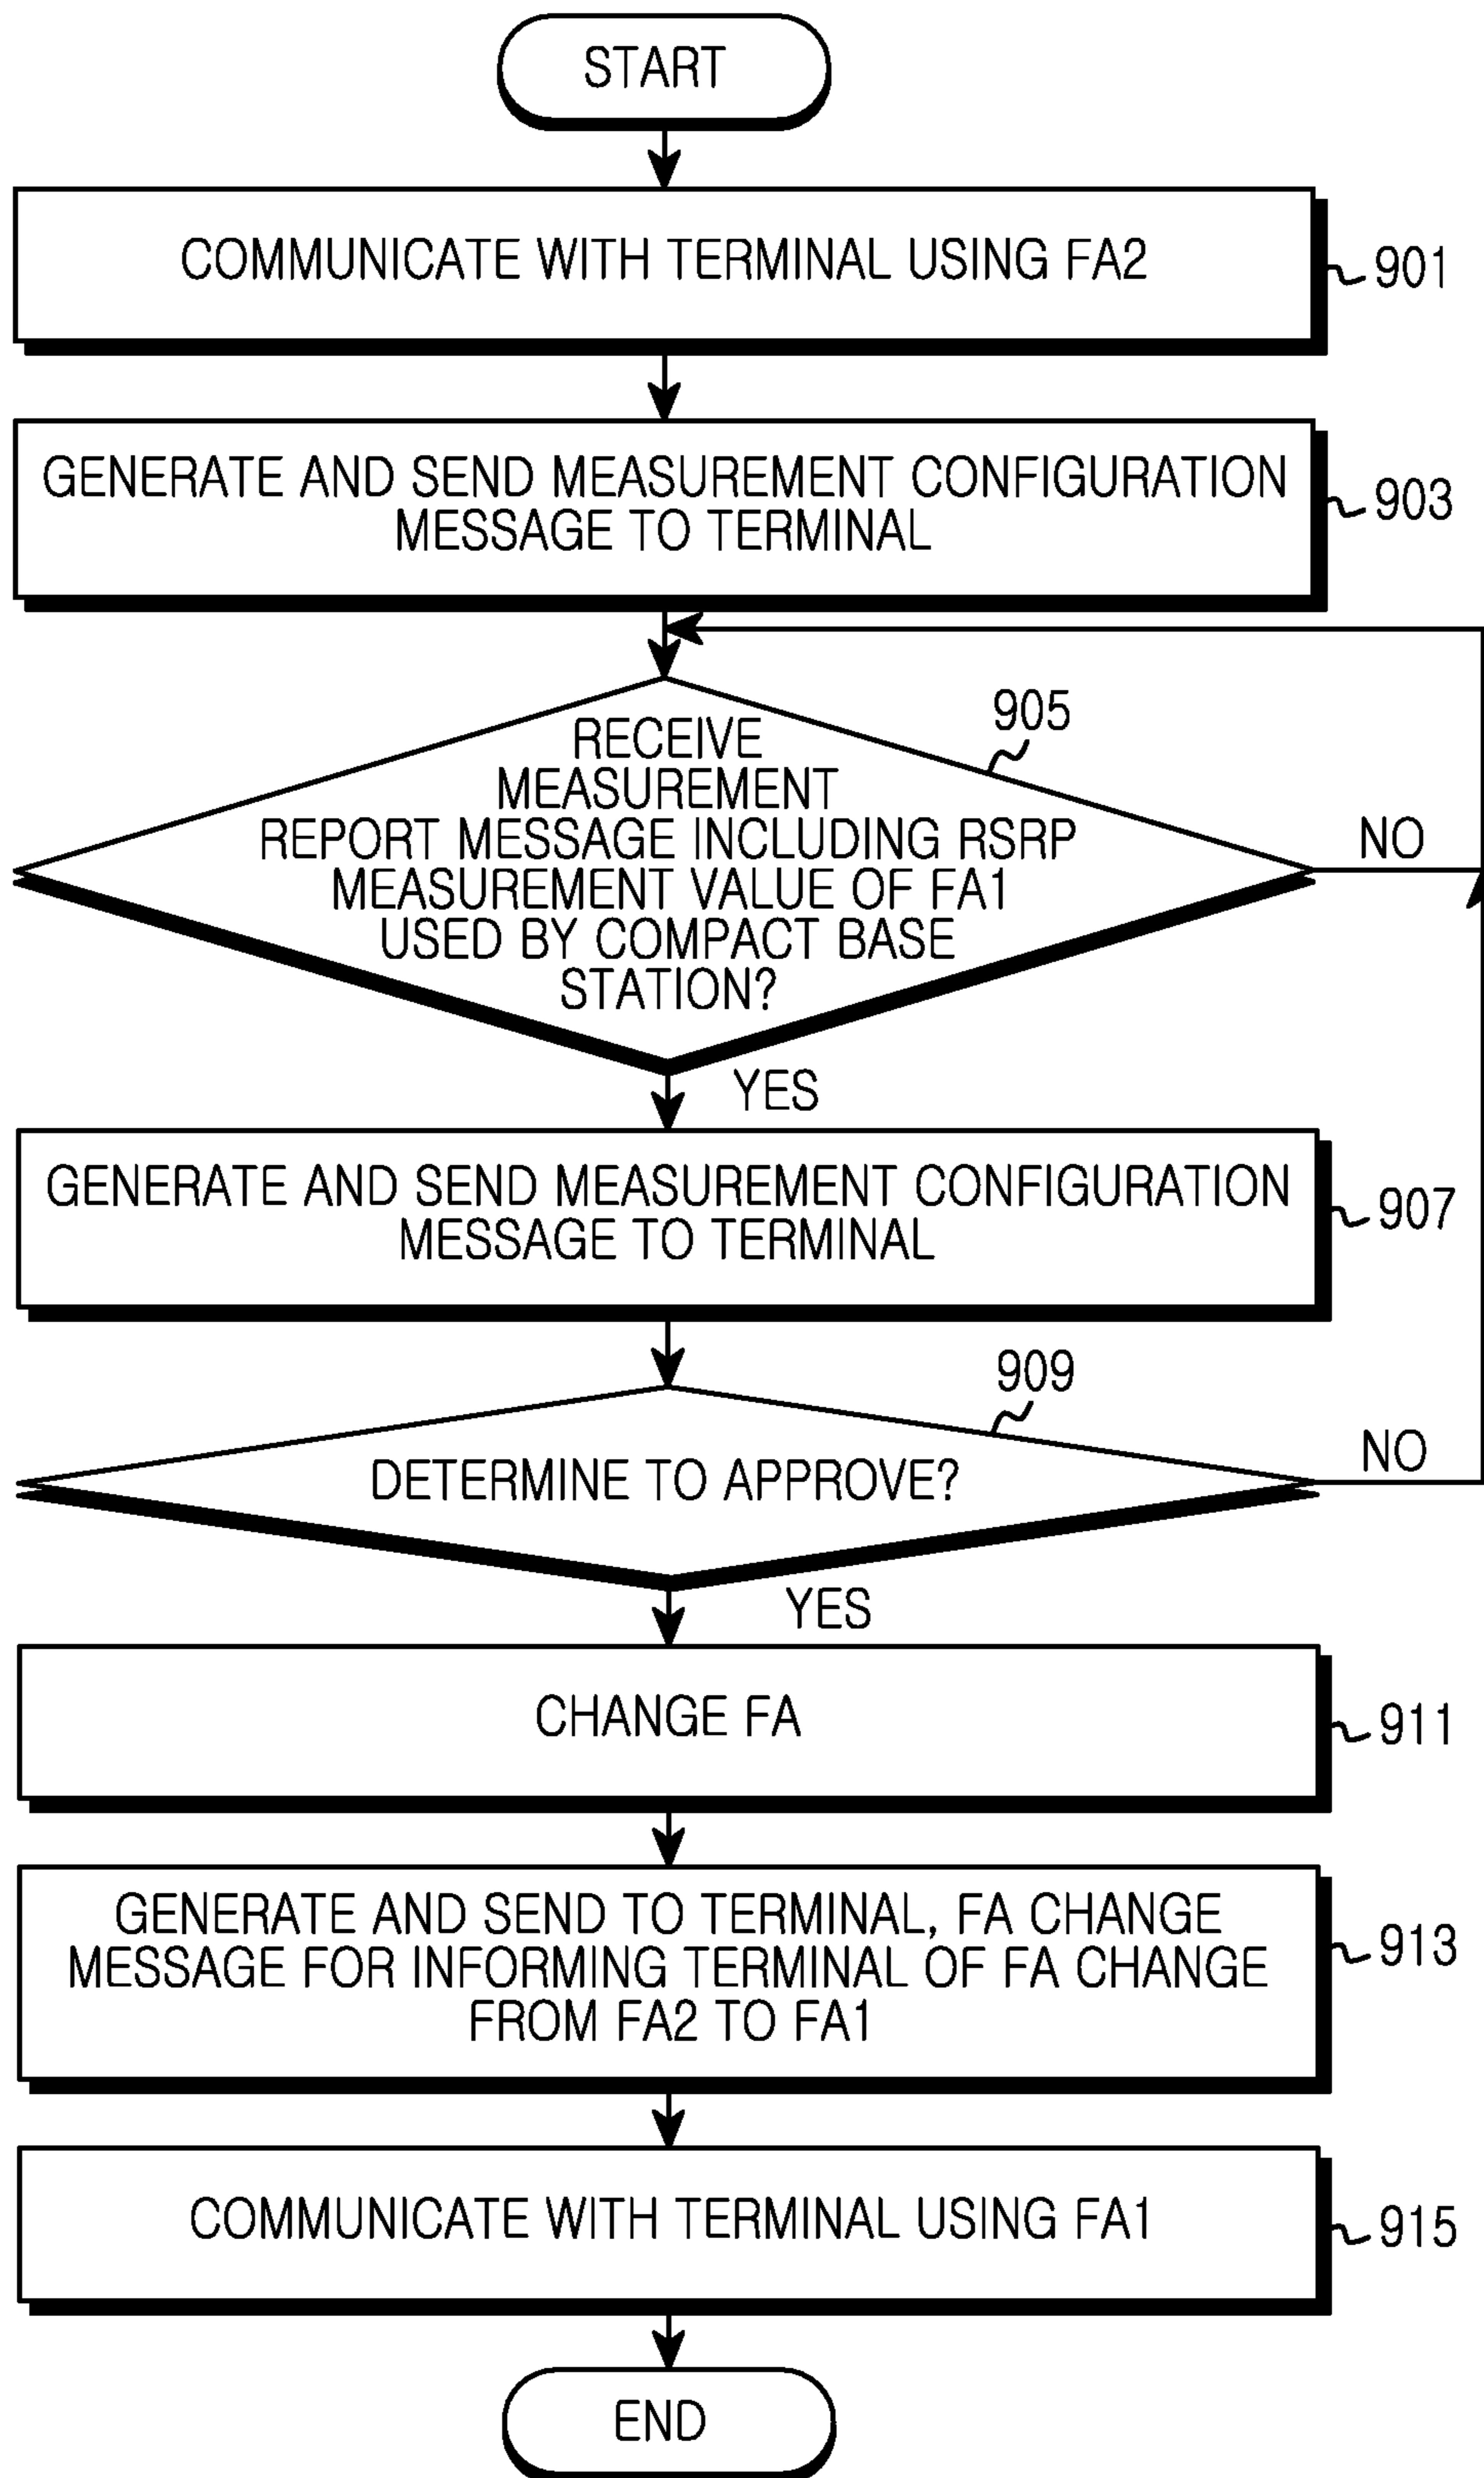 START
COMMUNICATE WITH TERMINAL USING FA2
901
GENERATE AND SEND MEASUREMENT CONFIGURATION
MESSAGE TO TERMINAL
903
905
RECEIVE
MEASUREMENT
REPORT MESSAGE INCLUDING RSRP
MEASUREMENT VALUE OF FA1
USED BY COMPACT BASE
STATION?
NO
YES
GENERATE AND SEND MEASUREMENT CONFIGURATION
MESSAGE TO TERMINAL
907
909
DETERMINE TO APPROVE?
NO
YES
CHANGE FA
911
GENERATE AND SEND TO TERMINAL, FA CHANGE
MESSAGE FOR INFORMING TERMINAL OF FA CHANGE
FROM FA2 TO FA1
913
COMMUNICATE WITH TERMINAL USING FA1
915
END